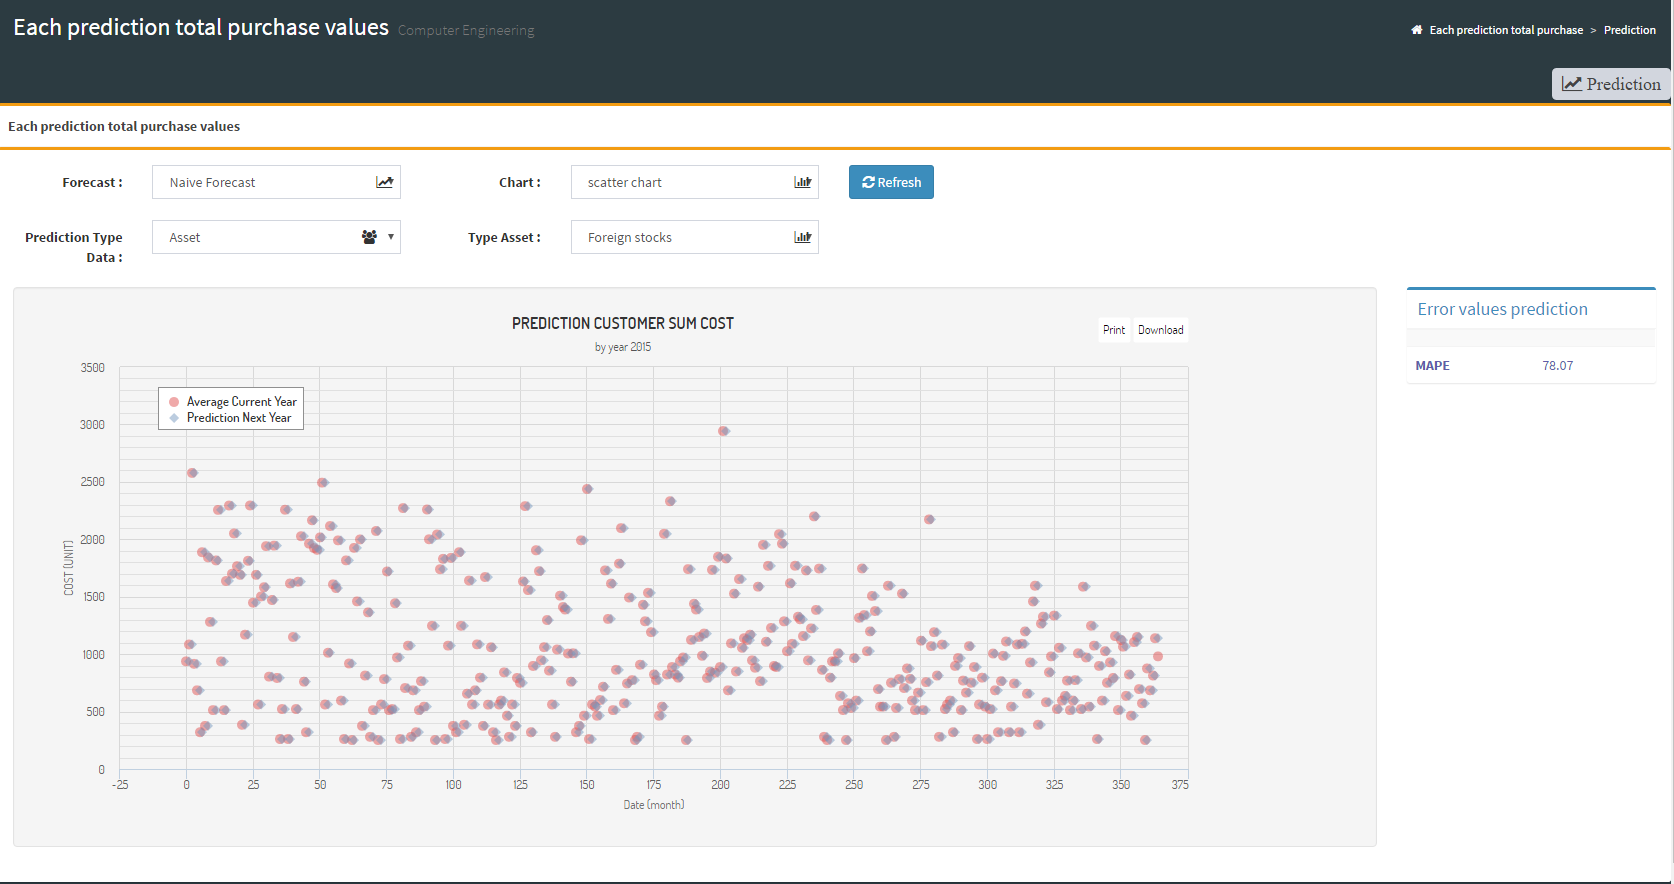 Each prediction total purchase values Computer Engineering
Each prediction total purchase > Prediction
Prediction
Each prediction total purchase values
Forecast : Naive Forecast Chart : scatter chart Refresh
Prediction Type Data : Asset Type Asset : Foreign stocks
PREDICTION CUSTOMER SUM COST
by year 2015
Print Download
Average Current Year
Prediction Next Year
COST (UNIT)
3500
3000
2500
2000
1500
1000
500
0
-25 0 25 50 75 100 125 150 175 200 225 250 275 300 325 350 375
Date (month)
Error values prediction
MAPE 78.07